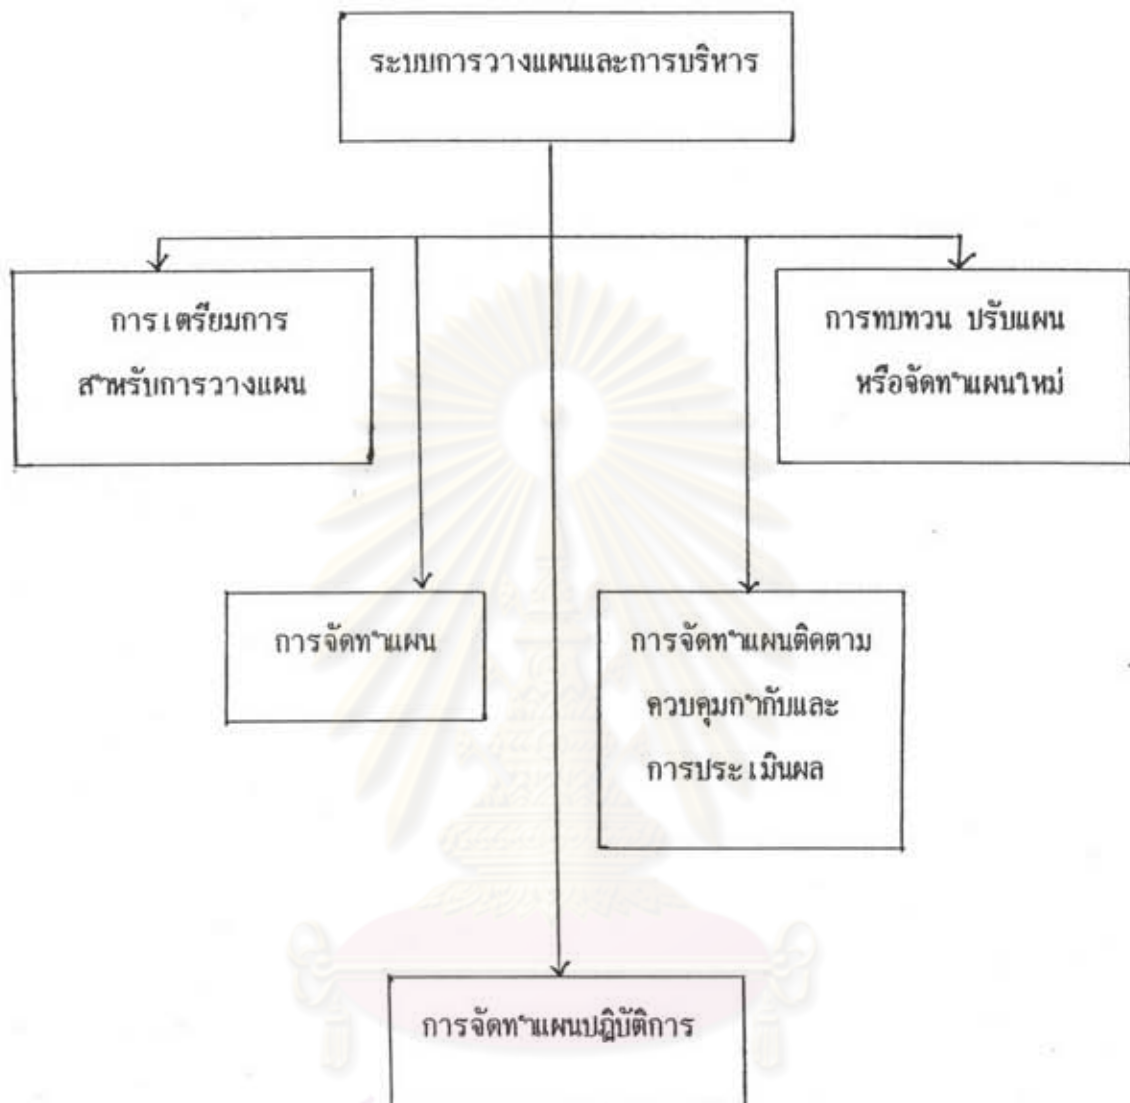 ระบบการวางแผนและการบริหาร
การเตรียมการ
สำหรับการวางแผน
การทบทวน ปรับแผน
หรือจัดทำแผนใหม่
การจัดทำแผน
การจัดทำแผนติดตาม
ควบคุมกำกับและ
การประเมินผล
การจัดทำแผนปฏิบัติการ